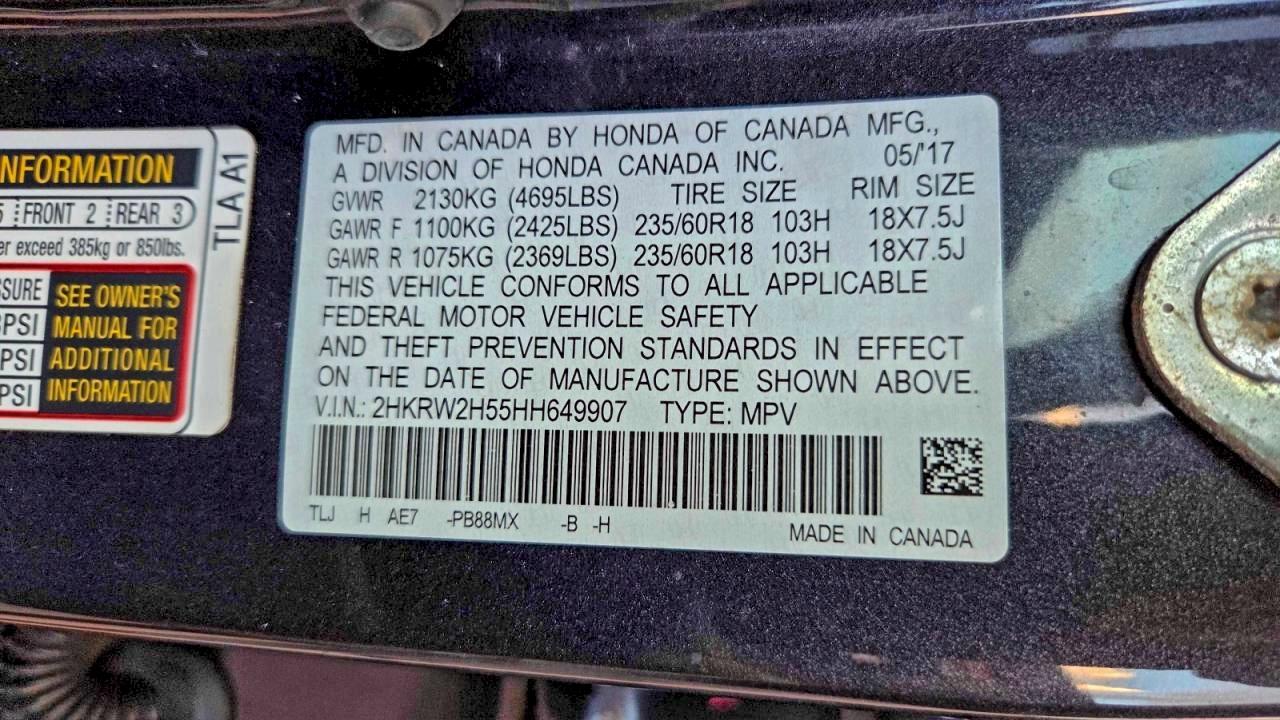 NFORMATION
FRONT 2 REAR 3
er exceed 385kg or 850lbs.
SSURE
PSI
PSI
PSI
SEE OWNER'S
MANUAL FOR
ADDITIONAL
INFORMATION
TLA A1
MFD. IN CANADA BY HONDA OF CANADA MFG.,
A DIVISION OF HONDA CANADA INC. 05/'17
GVWR 2130KG (4695LBS) TIRE SIZE RIM SIZE
GAWR F 1100KG (2425LBS) 235/60R18 103H 18X7.5J
GAWR R 1075KG (2369LBS) 235/60R18 103H 18X7.5J
THIS VEHICLE CONFORMS TO ALL APPLICABLE
FEDERAL MOTOR VEHICLE SAFETY
AND THEFT PREVENTION STANDARDS IN EFFECT
ON THE DATE OF MANUFACTURE SHOWN ABOVE.
V.I.N.: 2HKRW2H55HH649907 TYPE: MPV
TLJ H AE7 -PB88MX -B -H
MADE IN CANADA